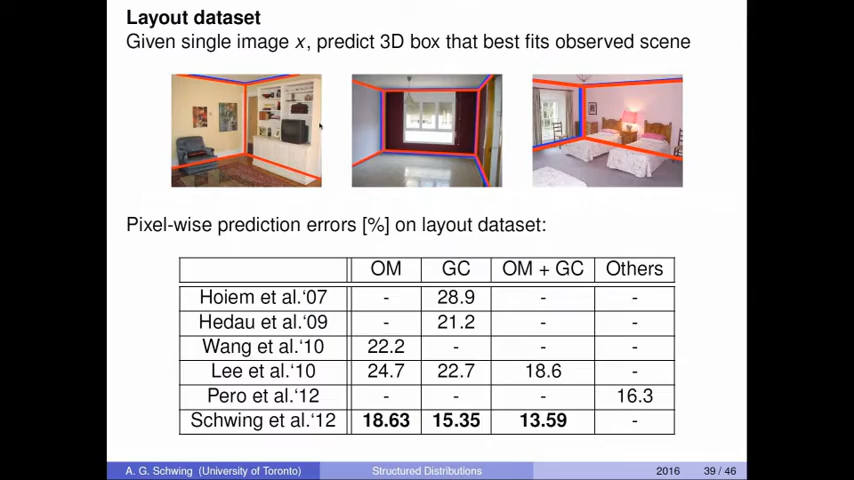 Layout dataset
Given single image x, predict 3D box that best fits observed scene
Pixel-wise prediction errors [%] on layout dataset:
OM GC OM + GC Others
Hoiem et al.‘07 - 28.9 - -
Hedau et al.‘09 - 21.2 - -
Wang et al.‘10 22.2 - - -
Lee et al.‘10 24.7 22.7 18.6 -
Pero et al.‘12 - - - 16.3
Schwing et al.‘12 18.63 15.35 13.59 -
A. G. Schwing (University of Toronto) Structured Distributions 2016 39 / 46